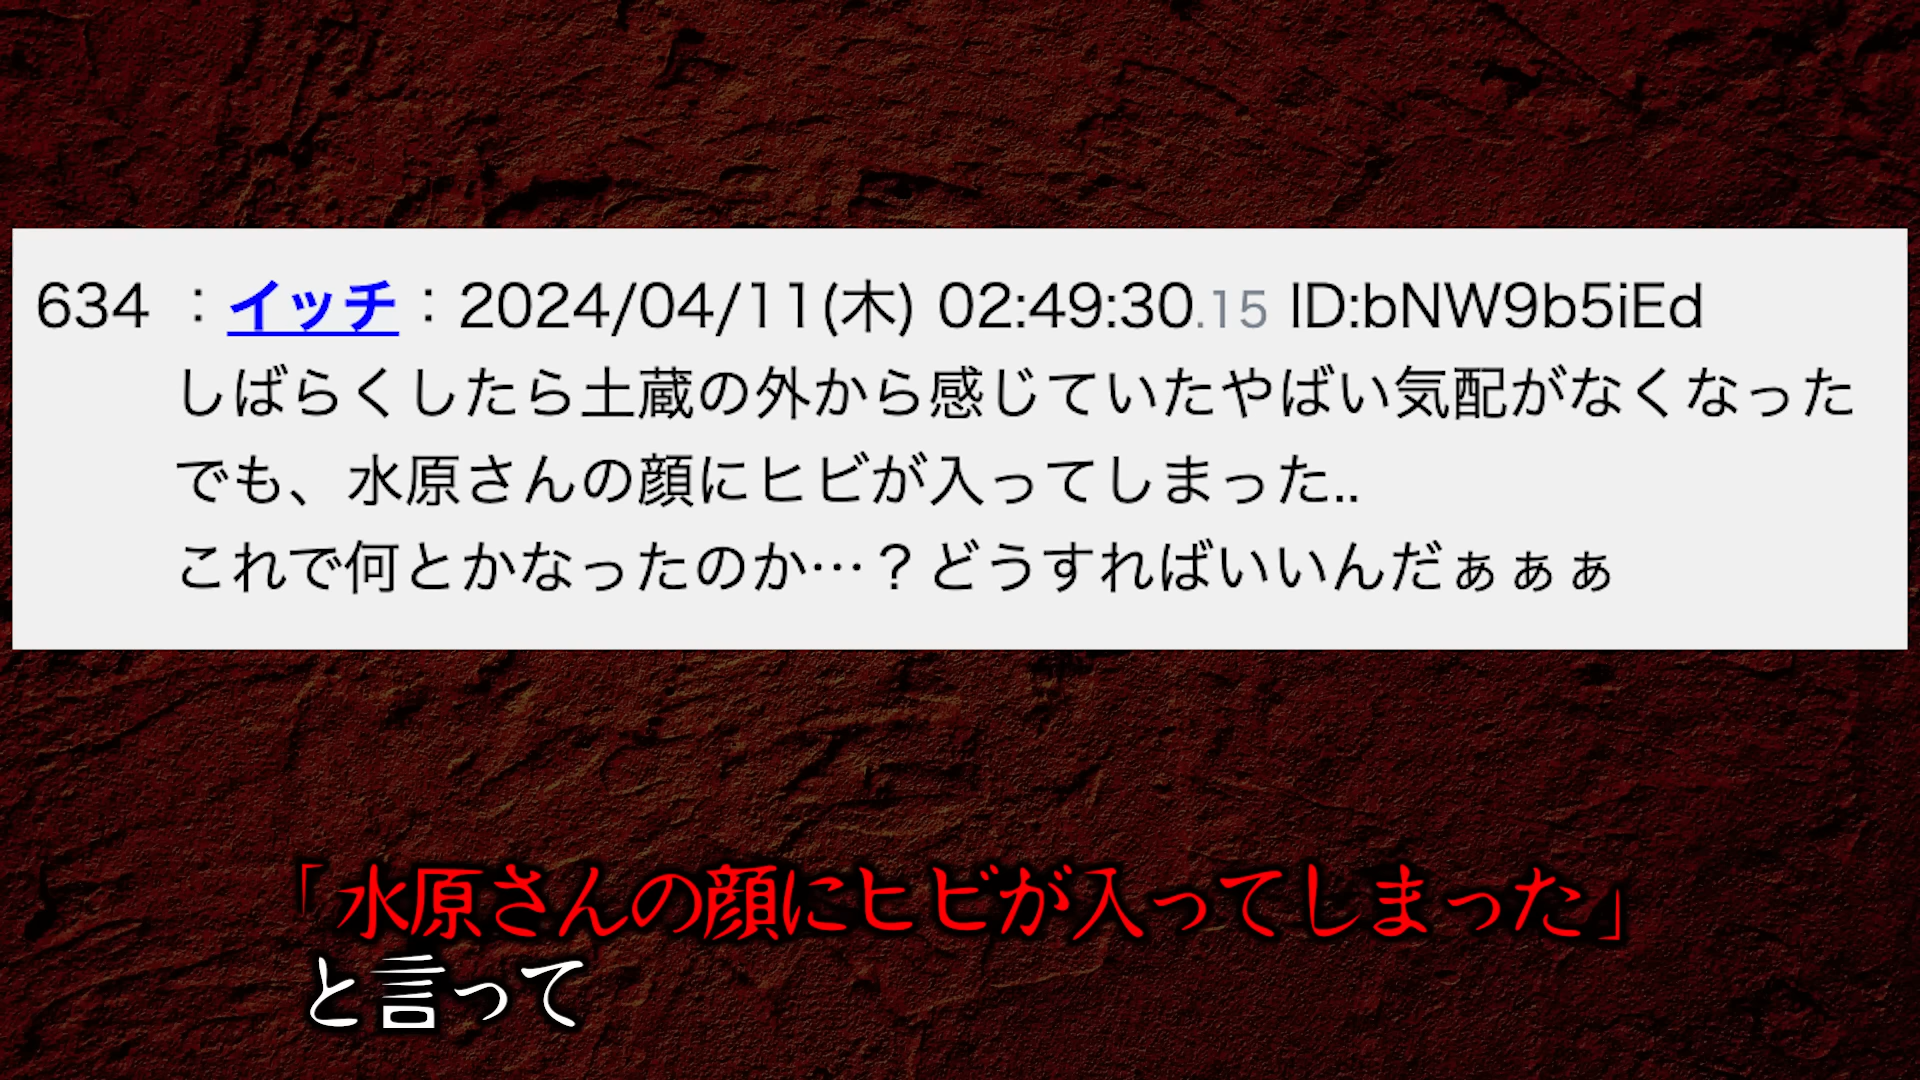 634 ：イッチ：2024/04/11(木) 02:49:30.15 ID:bNW9b5iEd
しばらくしたら土蔵の外から感じていたやばい気配がなくなった
でも、水原さんの顔にヒビが入ってしまった..
これで何とかなったのか…？どうすればいいんだぁぁぁ
「水原さんの顔にヒビが入ってしまった」
と言って